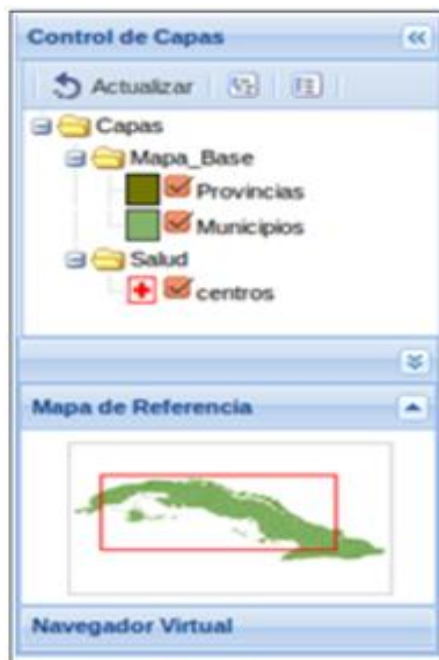 Control de Capas
Actualizar
Capas
Mapa_Base
Provincias
Municipios
Salud
centros
Mapa de Referencia
Navegador Virtual